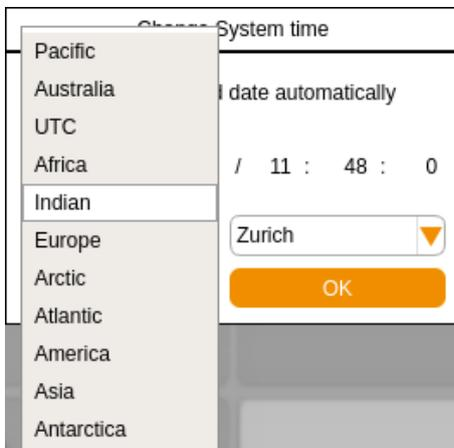 System time
Pacific
Australia
date automatically
UTC
Africa
/ 11 : 48 : 0
Indian
Europe
Zurich
Arctic
OK
Atlantic
America
Asia
Antarctica